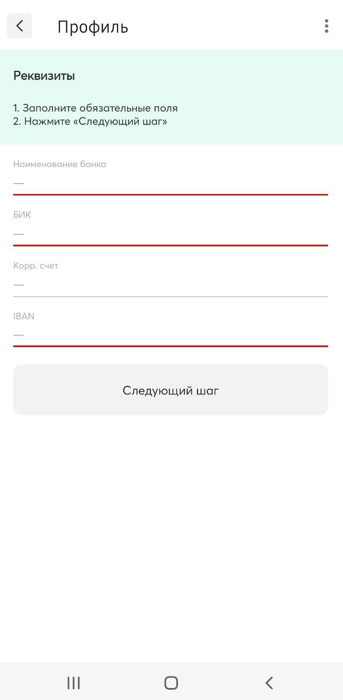 Профиль
Реквизиты
1. Заполните обязательные поля
2. Нажмите «Следующий шаг»
Наименование банка
—
БИК
—
Корр. счет
—
IBAN
—
Следующий шаг